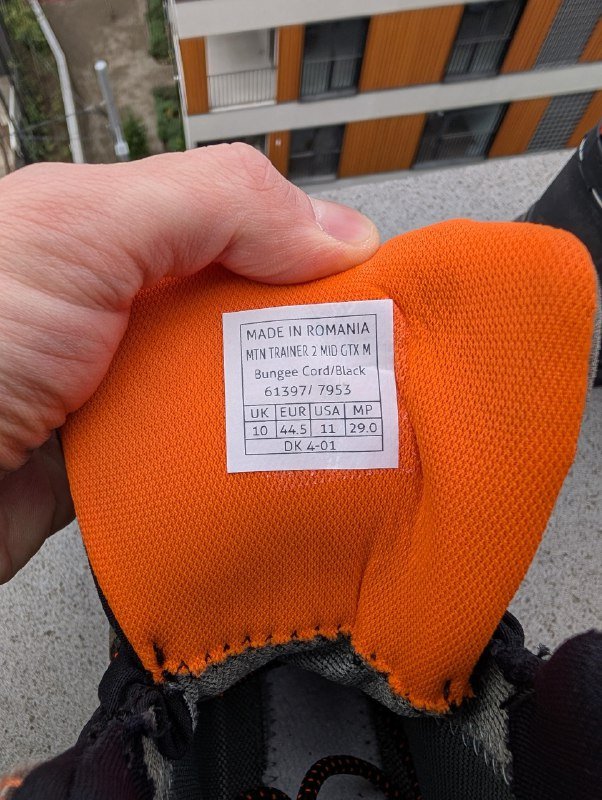 MADE IN ROMANIA
MTN TRAINER 2 MID GTX M
Bungee Cord/Black
61397/ 7953
UK EUR USA MP
10 44.5 11 29.0
DK 4-01